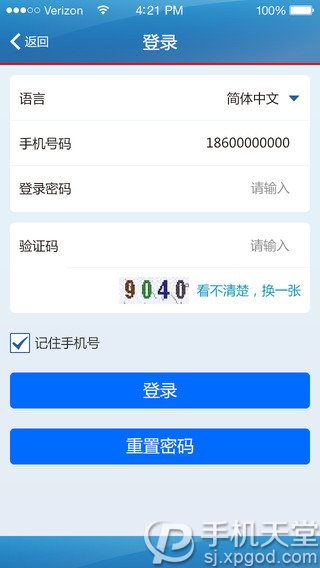 Verizon 4:21 PM 100%
返回 登录
语言 简体中文
手机号码 18600000000
登录密码 请输入
验证码 请输入
9040 看不清楚，换一张
记住手机号
登录
重置密码
手机天堂
sj.xpgod.com